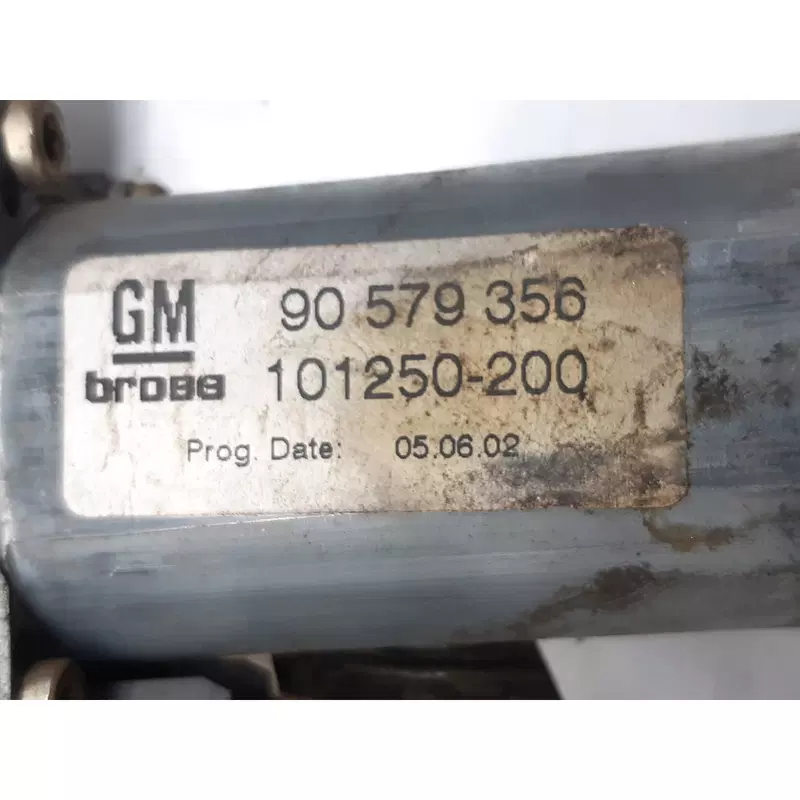 GM 90 579 356
brose 101250-200
Prog. Date: 05.06.02